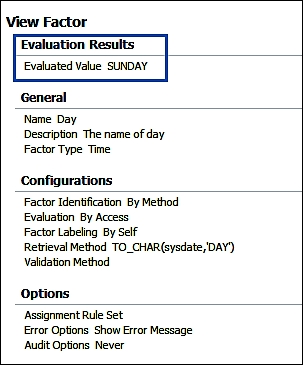 View Factor
Evaluation Results
Evaluated Value SUNDAY
General
Name Day
Description The name of day
Factor Type Time
Configurations
Factor Identification By Method
Evaluation By Access
Factor Labeling By Self
Retrieval Method TO_CHAR(sysdate,'DAY')
Validation Method
Options
Assignment Rule Set
Error Options Show Error Message
Audit Options Never